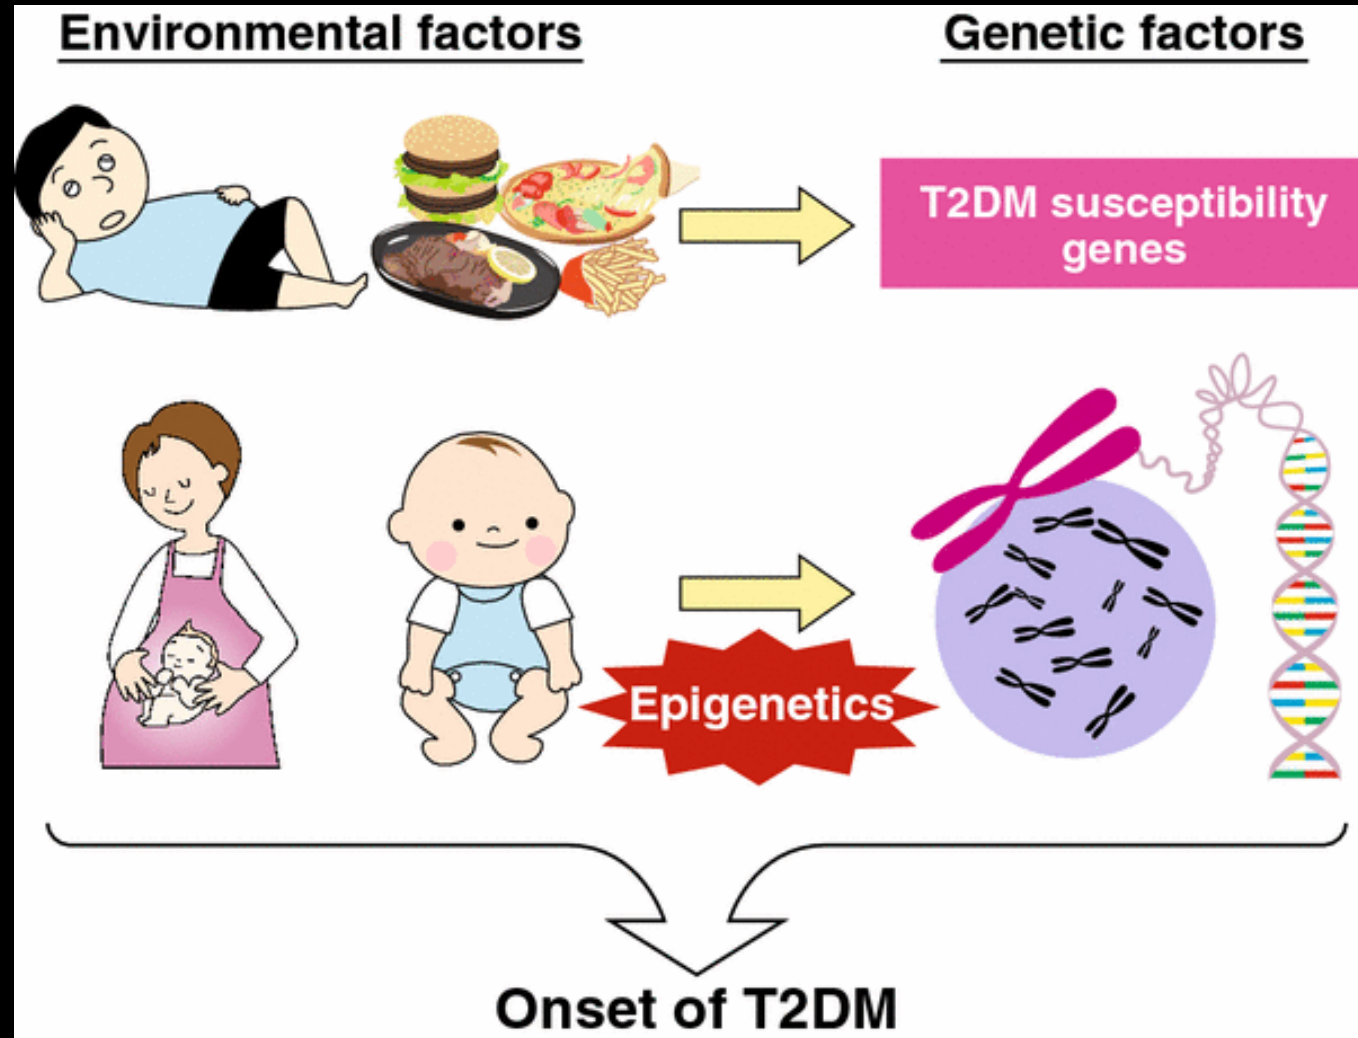 Environmental factors
Genetic factors
T2DM susceptibility
genes
Epigenetics
Onset of T2DM